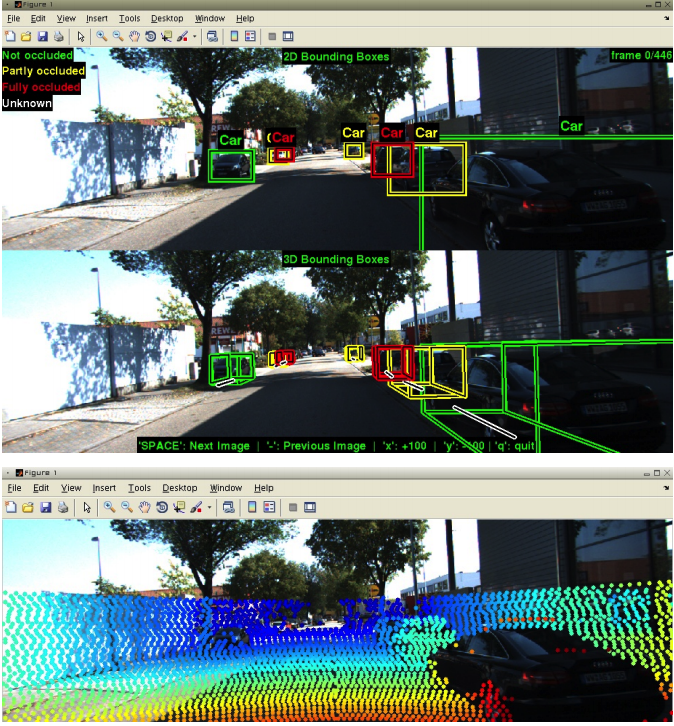 Figure 1
File Edit View Insert Tools Desktop Window Help
Not occluded
Partly occluded
Fully occluded
Unknown
2D Bounding Boxes
frame 0/446
Car
Car
Car
Car
Car
Car
3D Bounding Boxes
REWE
'SPACE': Next Image | '-': Previous Image | 'x': +100 | 'y': -100 | 'q': quit
Figure 1
File Edit View Insert Tools Desktop Window Help